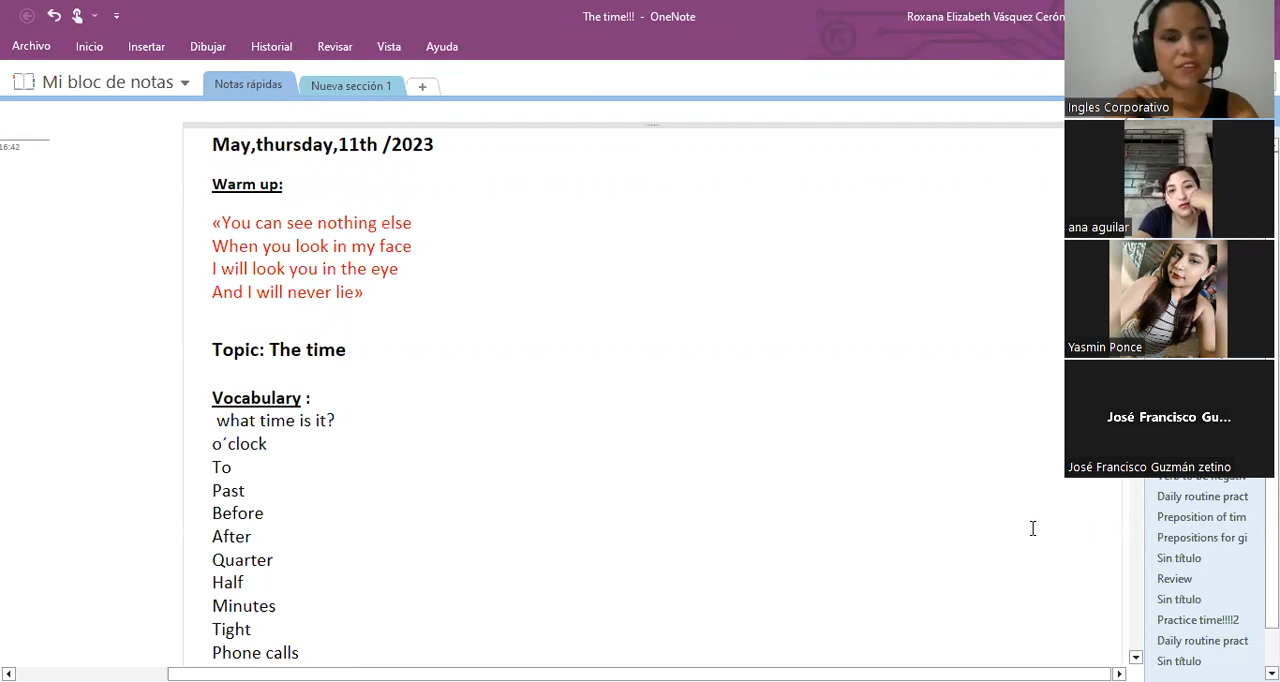 The time!!! - OneNote
Roxana Elizabeth Vásquez Cerón
Archivo
Inicio
Insertar
Dibujar
Historial
Revisar
Vista
Ayuda
Mi bloc de notas
Notas rápidas
Nueva sección 1
16:42
May,thursday,11th /2023
Warm up:
«You can see nothing else
When you look in my face
I will look you in the eye
And I will never lie»
Topic: The time
Vocabulary :
what time is it?
o´clock
To
Past
Before
After
Quarter
Half
Minutes
Tight
Phone calls
Ingles Corporativo
ana aguilar
Yasmin Ponce
José Francisco Gu...
José Francisco Guzmán zetino
Daily routine pract
Preposition of tim
Prepositions for gi
Sin título
Review
Sin título
Practice time!!!!2
Daily routine pract
Sin título